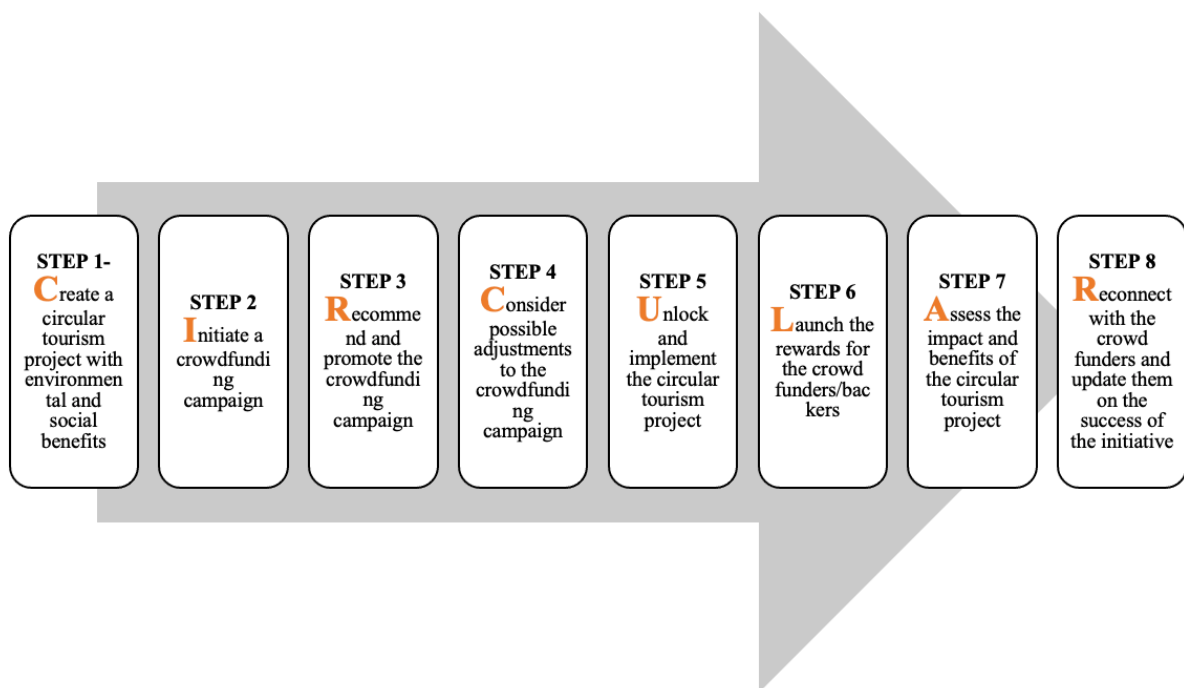 STEP 1-
Create a
circular
tourism
project with
environmen
tal and
social
benefits
STEP 2
Initiate a
crowdfundi
ng
campaign
STEP 3
Recomme
nd and
promote the
crowdfundi
ng
campaign
STEP 4
Consider
possible
adjustments
to the
crowdfundi
ng
campaign
STEP 5
Unlock
and
implement
the circular
tourism
project
STEP 6
Launch the
rewards for
the crowd
funders/bac
kers
STEP 7
Assess the
impact and
benefits of
the circular
tourism
project
STEP 8
Reconnect
with the
crowd
funders and
update them
on the
success of
the initiative